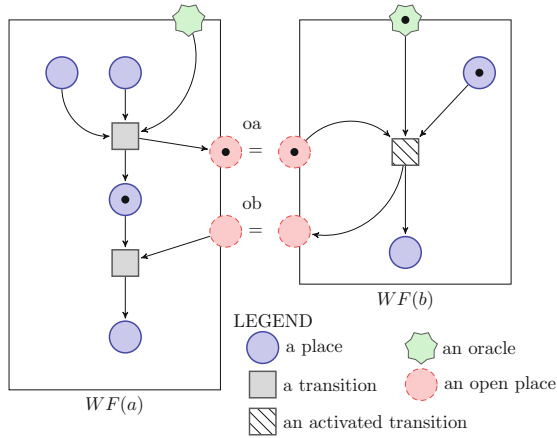 oa
=
ob
=
WF(b)
LEGEND
a place
an oracle
a transition
an open place
WF(a)
an activated transition